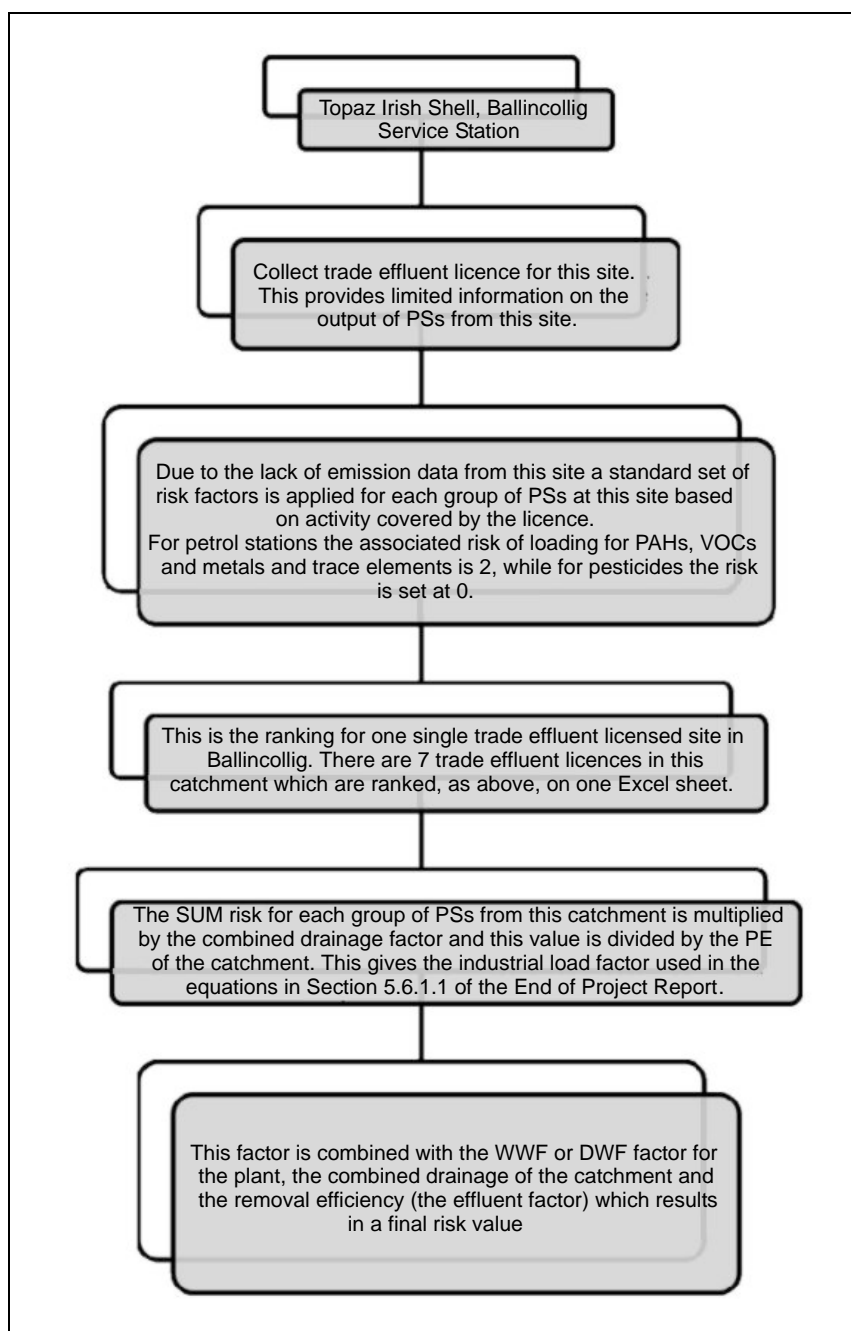 Topaz Irish Shell, Ballincollig
Service Station
Collect trade effluent licence for this site.
This provides limited information on the
output of PSs from this site.
Due to the lack of emission data from this site a standard set of
risk factors is applied for each group of PSs at this site based
on activity covered by the licence.
For petrol stations the associated risk of loading for PAHs, VOCs
and metals and trace elements is 2, while for pesticides the risk
is set at 0.
This is the ranking for one single trade effluent licensed site in
Ballincollig. There are 7 trade effluent licences in this
catchment which are ranked, as above, on one Excel sheet.
The SUM risk for each group of PSs from this catchment is multiplied
by the combined drainage factor and this value is divided by the PE
of the catchment. This gives the industrial load factor used in the
equations in Section 5.6.1.1 of the End of Project Report.
This factor is combined with the WWF or DWF factor for
the plant, the combined drainage of the catchment and
the removal efficiency (the effluent factor) which results
in a final risk value